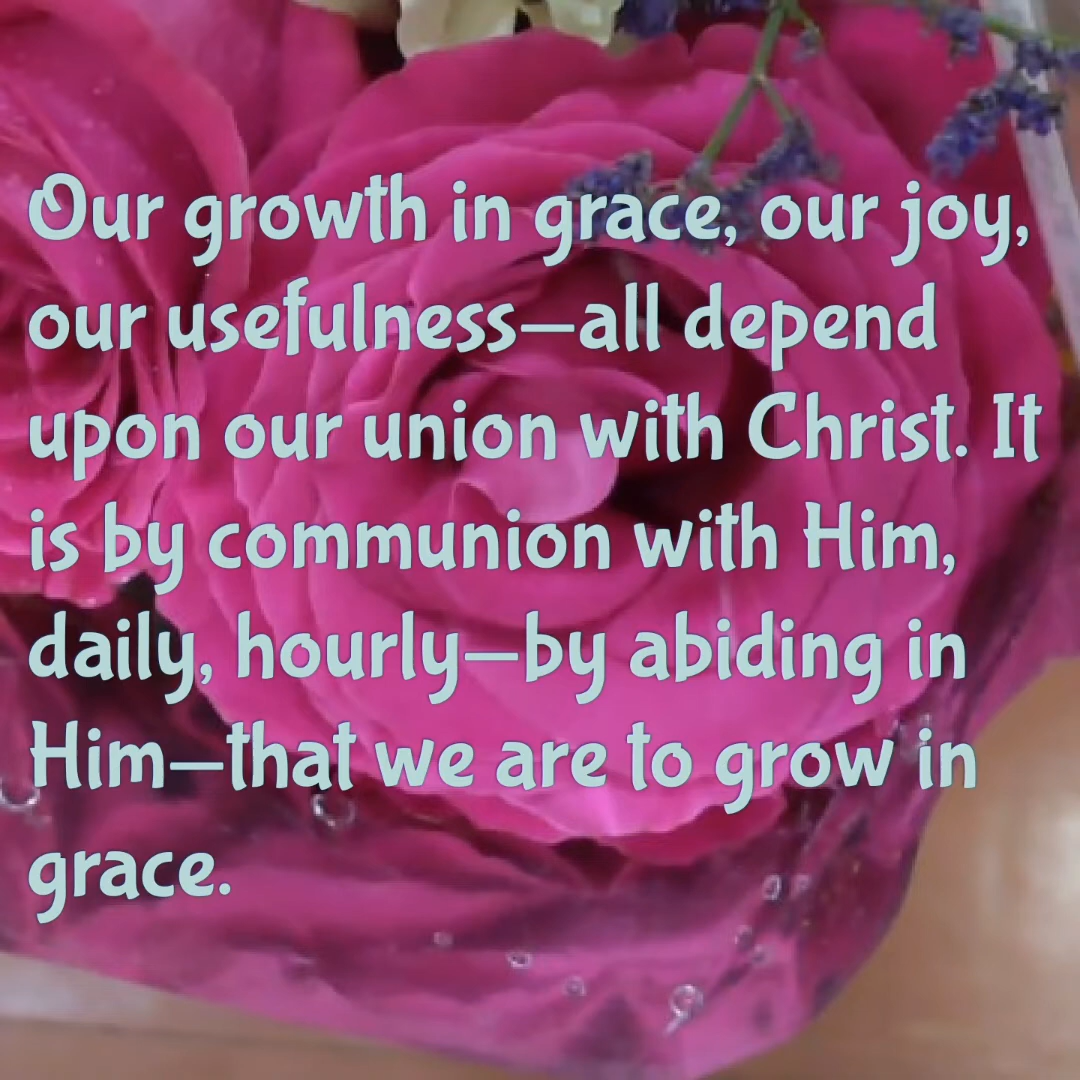 Our growth in grace, our joy,
our usefulness—all depend
upon our union with Christ. It
is by communion with Him,
daily, hourly—by abiding in
Him—that we are to grow in
grace.